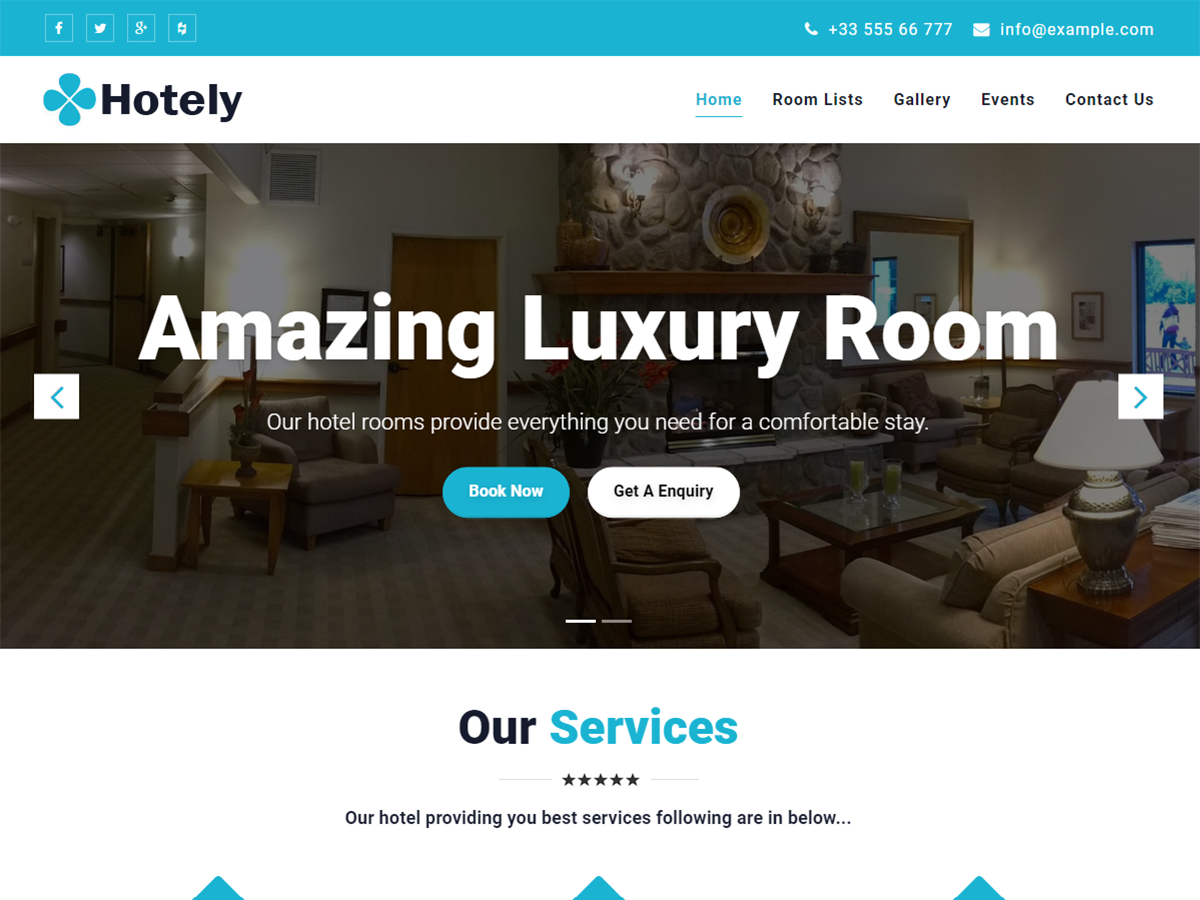 +33 555 66 777 info@example.com
Hotely
Home Room Lists Gallery Events Contact Us
Amazing Luxury Room
Our hotel rooms provide everything you need for a comfortable stay.
Book Now Get A Enquiry
Our Services
Our hotel providing you best services following are in below...